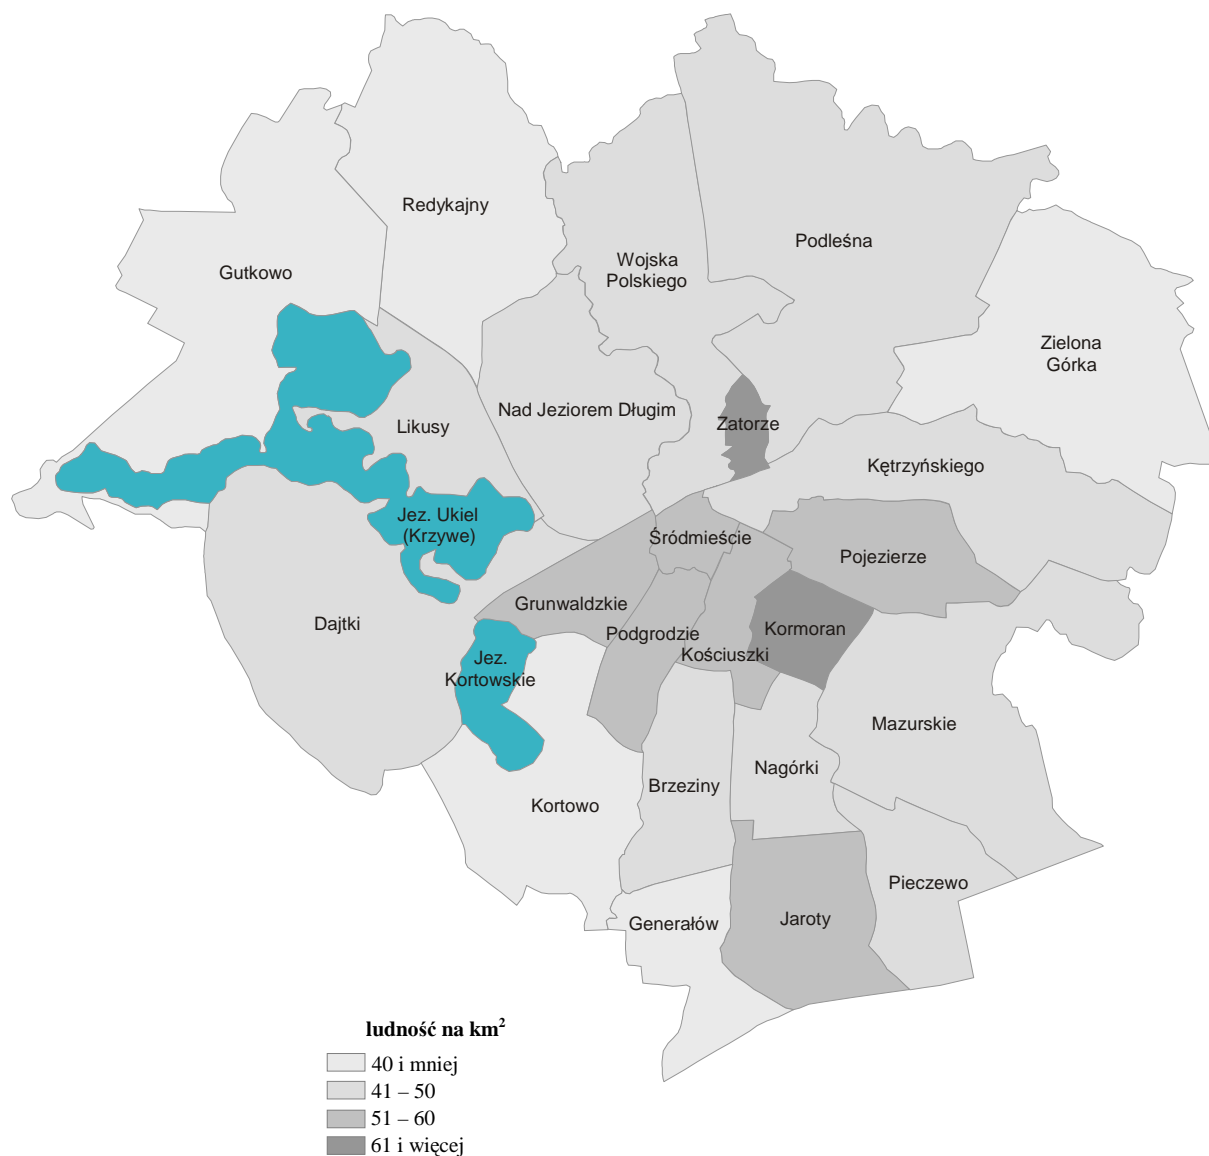 Redykajny
Podleśna
Wojska
Polskiego
Gutkowo
Zielona
Górka
Nad Jeziorem Długim
Zatorze
Likusy
Kętrzyńskiego
Jez. Ukiel
(Krzywe)
Śródmieście
Pojezierze
Grunwaldzkie
Dajtki
Podgrodzie
Kormoran
Kościuszki
Jez.
Kortowskie
Mazurskie
Nagórki
Brzeziny
Kortowo
Pieczewo
Generałów
Jaroty
ludność na km²
40 i mniej
41 – 50
51 – 60
61 i więcej